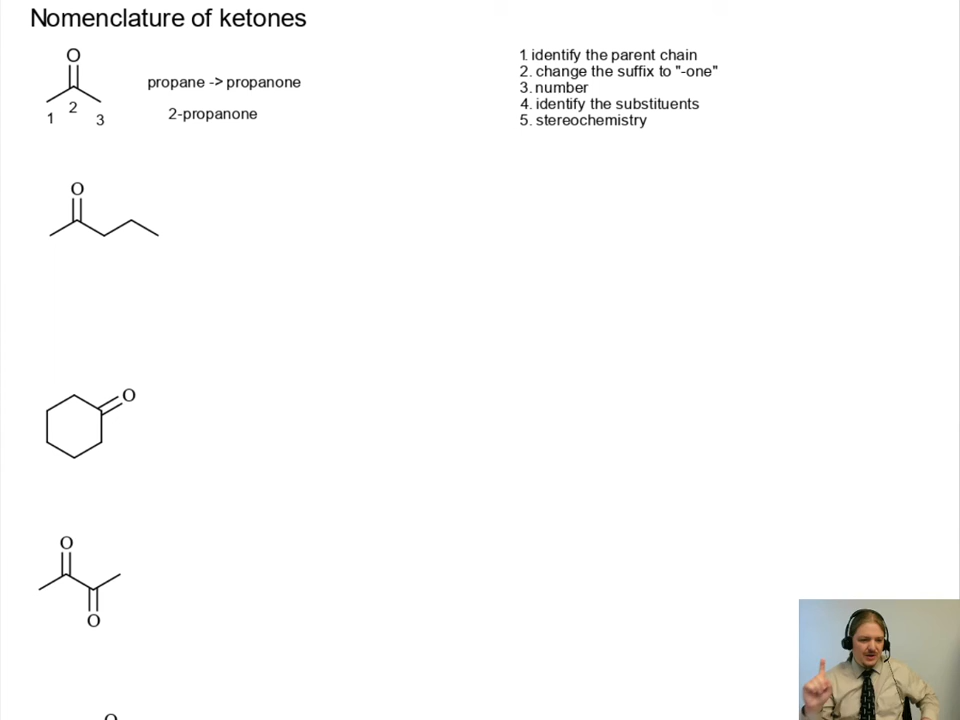 Nomenclature of ketones
O
propane -> propanone
2-propanone
1 2 3
1. identify the parent chain
2. change the suffix to "-one"
3. number
4. identify the substituents
5. stereochemistry
O
O
O
O
O